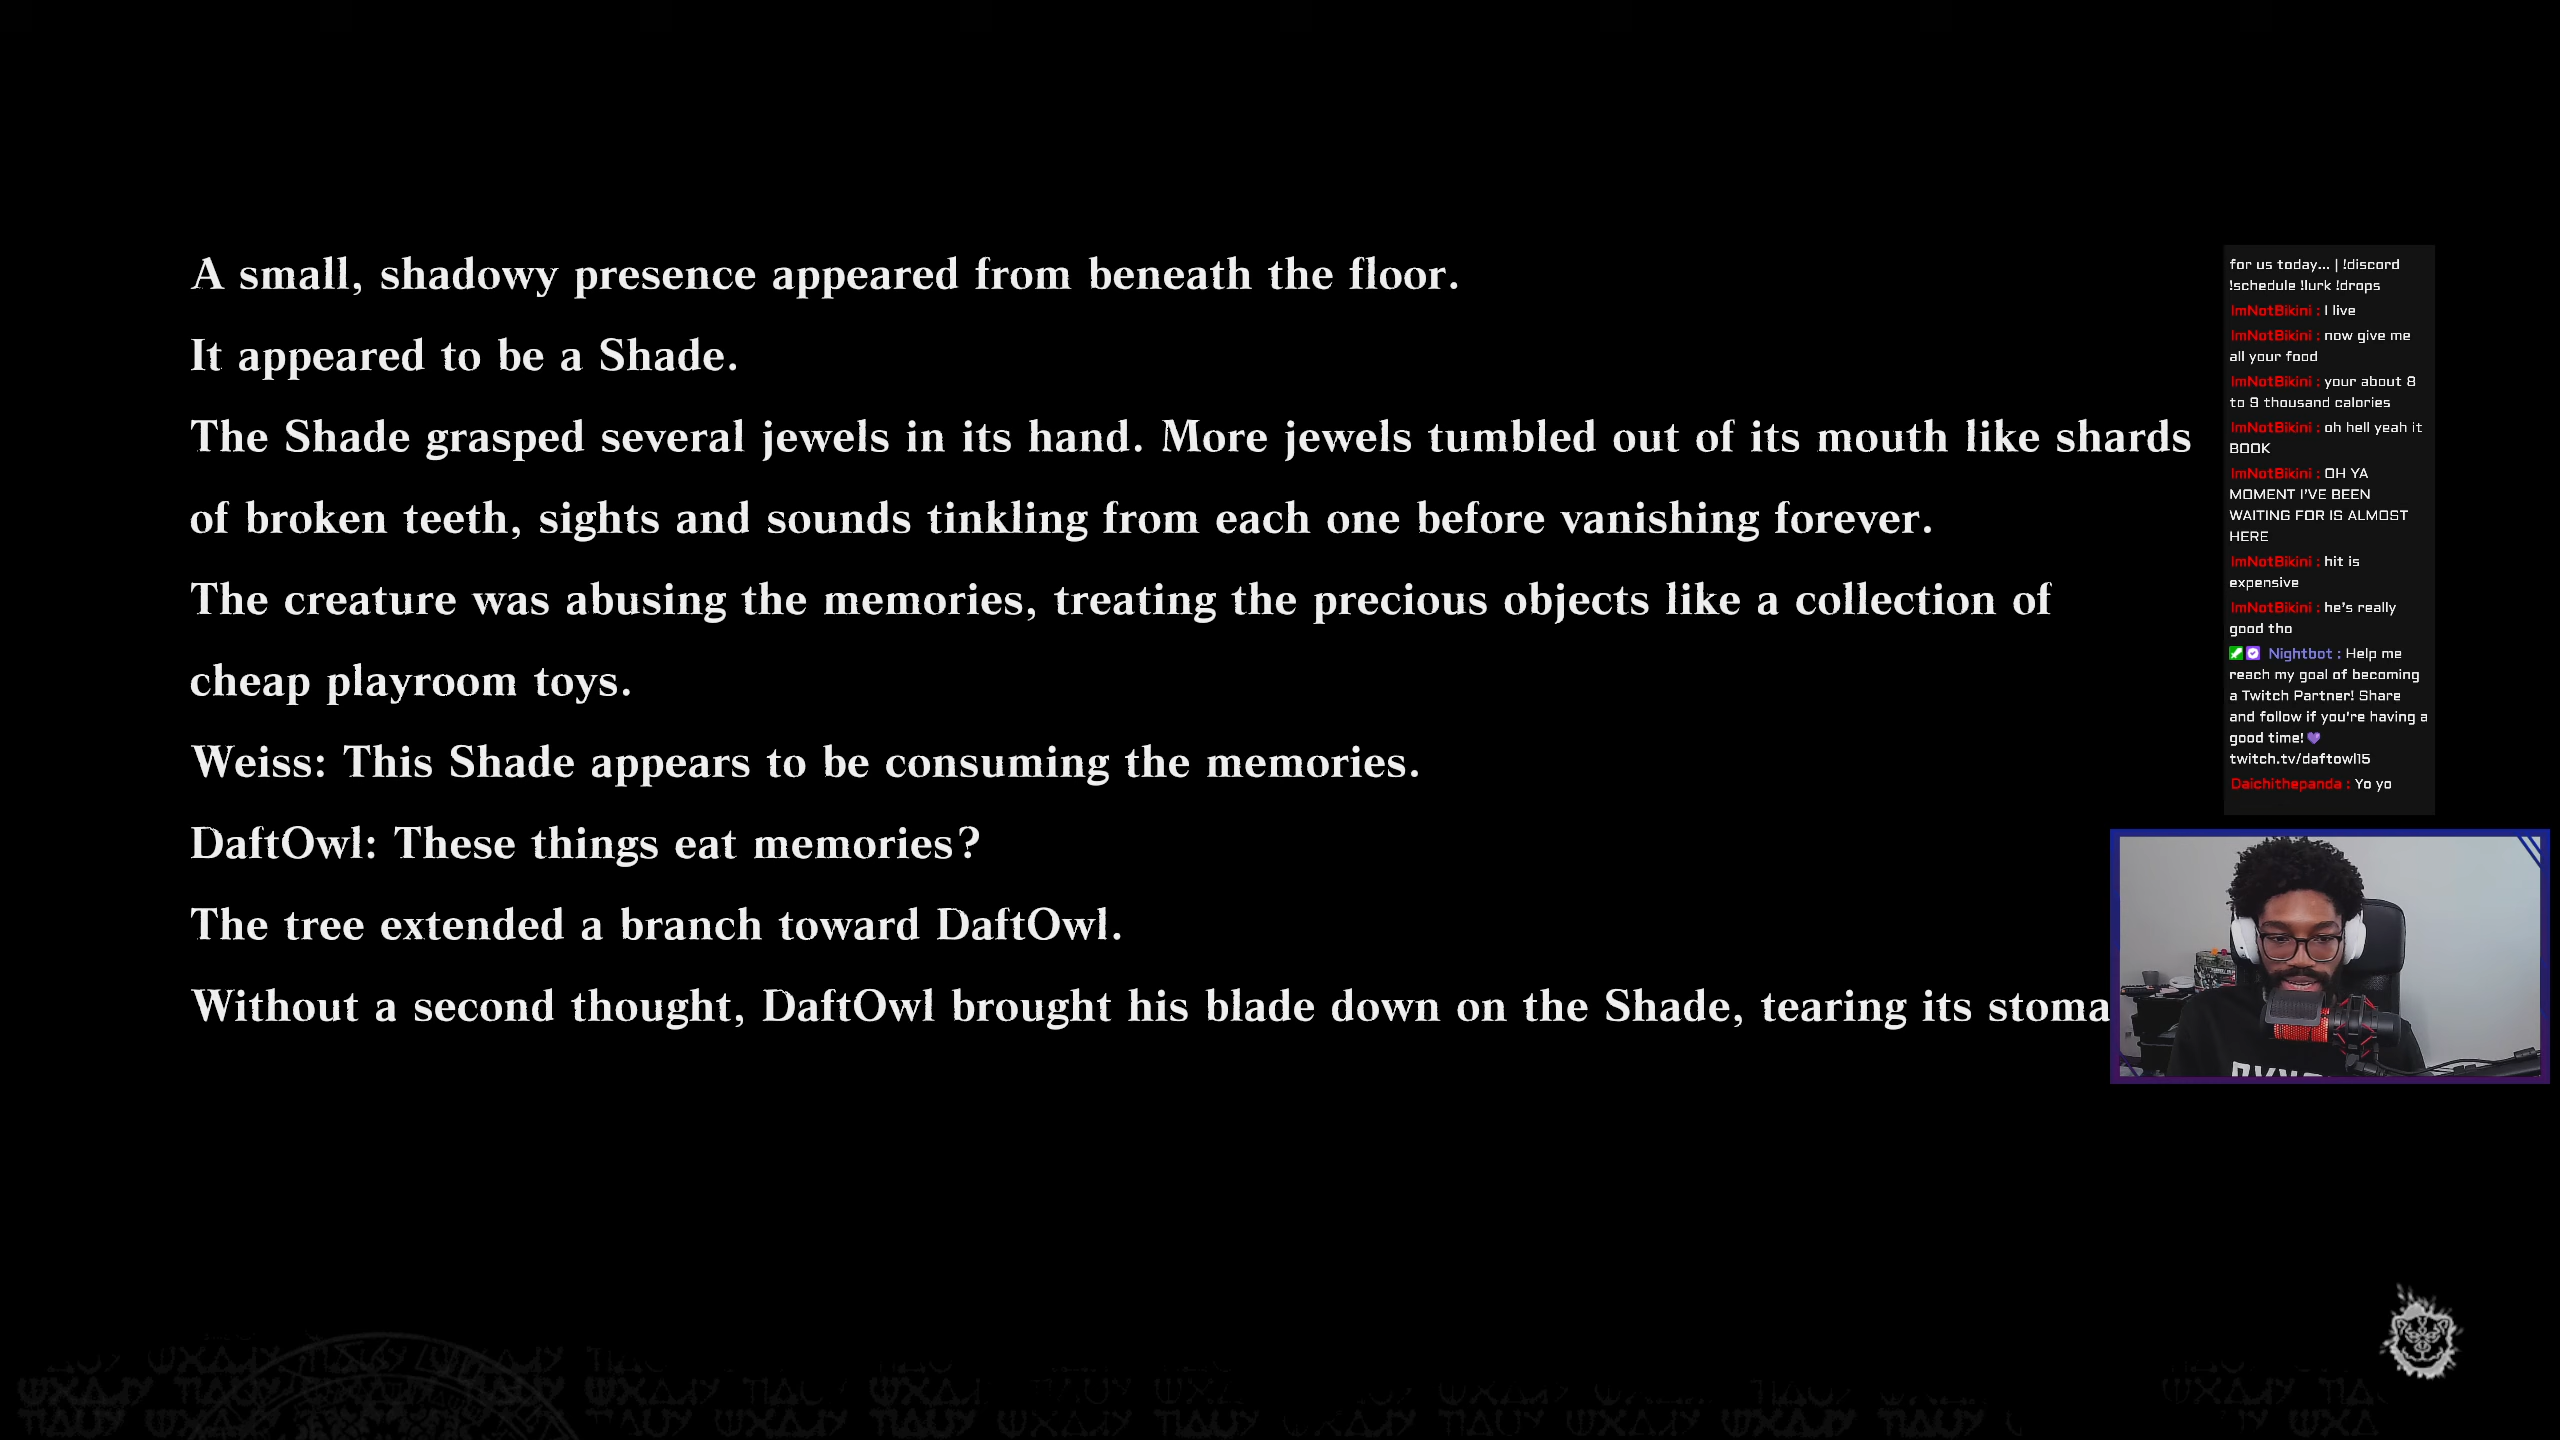 A small, shadowy presence appeared from beneath the floor.
It appeared to be a Shade.
The Shade grasped several jewels in its hand. More jewels tumbled out of its mouth like shards
of broken teeth, sights and sounds tinkling from each one before vanishing forever.
The creature was abusing the memories, treating the precious objects like a collection of
cheap playroom toys.
Weiss: This Shade appears to be consuming the memories.
DaftOwl: These things eat memories?
The tree extended a branch toward DaftOwl.
Without a second thought, DaftOwl brought his blade down on the Shade, tearing its stoma
for us today... | !discord
!schedule !lurk !drops
ImNotBikini : I live
ImNotBikini : now give me
all your food
ImNotBikini : your about 8
to 9 thousand calories
ImNotBikini : oh hell yeah it
BOOK
ImNotBikini : OH YA
MOMENT I'VE BEEN
WAITING FOR IS ALMOST
HERE
ImNotBikini : hit is
expensive
ImNotBikini : he's really
good tho
Nightbot : Help me
reach my goal of becoming
a Twitch Partner! Share
and follow if you're having a
good time! 💜
twitch.tv/daftowl15
Daichithepanda : Yo yo